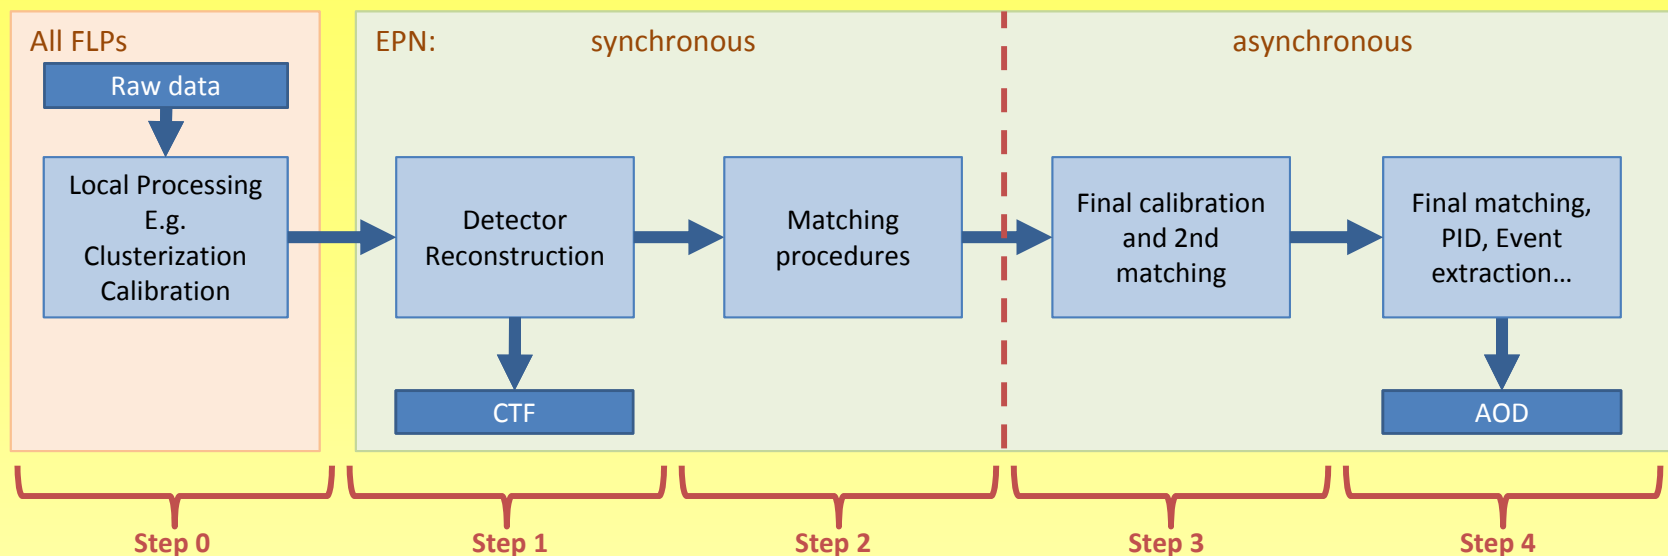 All FLPs
Raw data
Local Processing
E.g.
Clusterization
Calibration
EPN:
synchronous
asynchronous
Detector
Reconstruction
CTF
Matching
procedures
Final calibration
and 2nd
matching
Final matching,
PID, Event
extraction…
AOD
Step 0
Step 1
Step 2
Step 3
Step 4